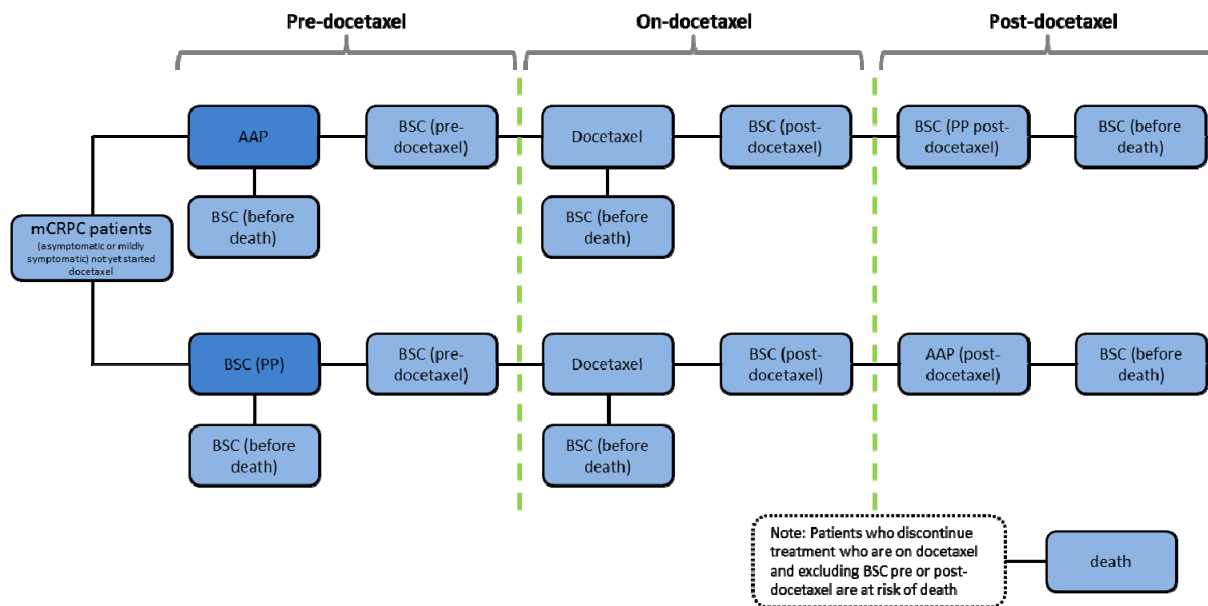 Pre-docetaxel
On-docetaxel
Post-docetaxel
AAP
BSC (pre-
docetaxel)
Docetaxel
BSC (post-
docetaxel)
BSC (PP post-
docetaxel)
BSC (before
death)
BSC (before
death)
BSC (before
death)
mCRPC patients
(asymptomatic or mildly
symptomatic) not yet started
docetaxel
BSC (PP)
BSC (pre-
docetaxel)
Docetaxel
BSC (post-
docetaxel)
AAP (post-
docetaxel)
BSC (before
death)
BSC (before
death)
BSC (before
death)
Note: Patients who discontinue
treatment who are on docetaxel
and excluding BSC pre or post-
docetaxel are at risk of death
death